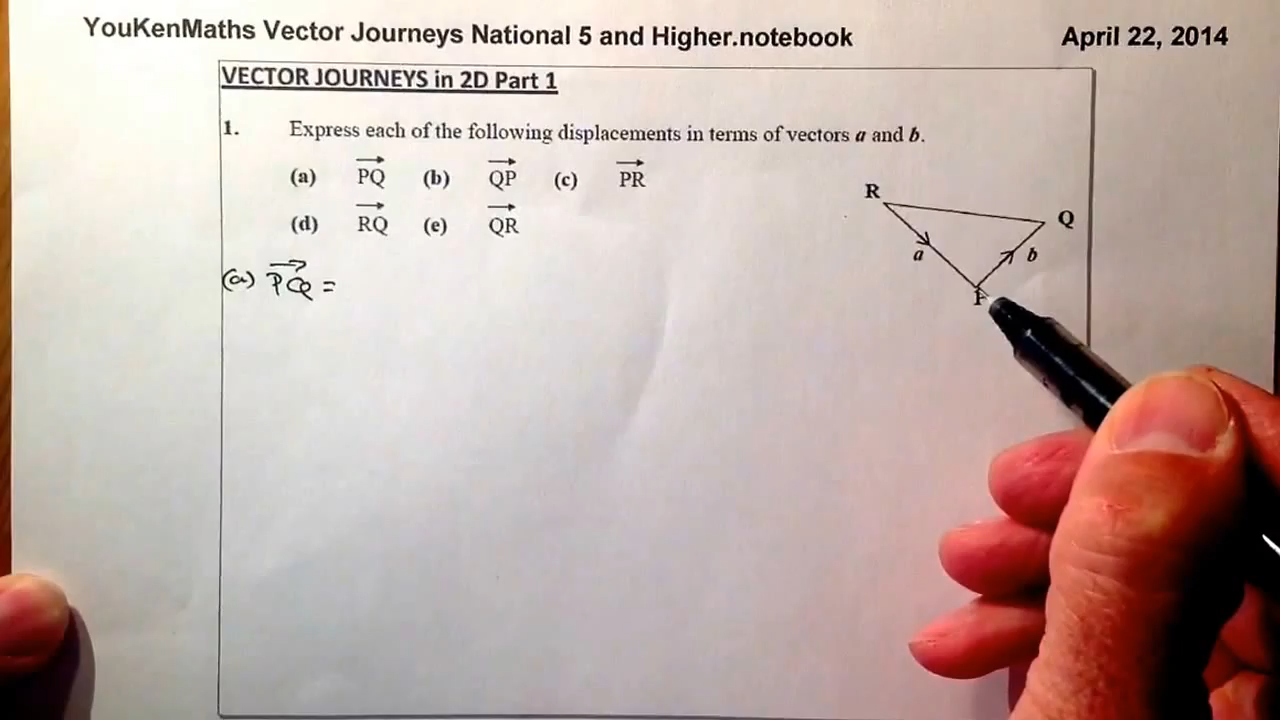 YouKenMaths Vector Journeys National 5 and Higher.notebook April 22, 2014
VECTOR JOURNEYS in 2D Part 1
1. Express each of the following displacements in terms of vectors a and b.
(a) PQ (b) QP (c) PR
(d) RQ (e) QR
(a) PQ =
R
Q
a
b
P